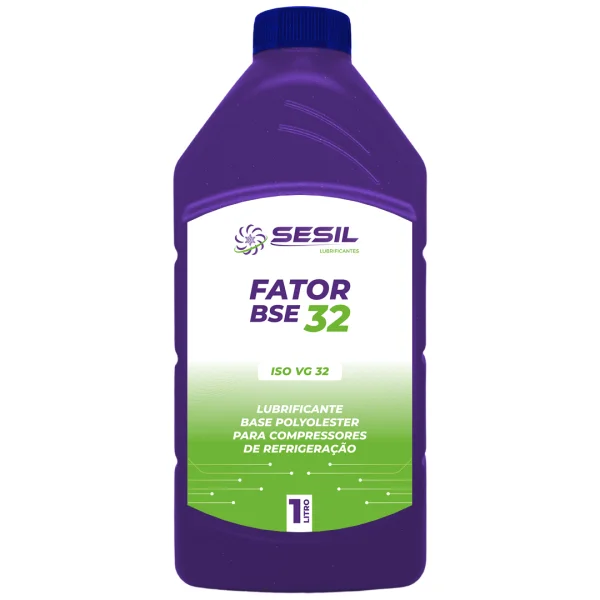 SESIL
LUBRIFICANTES
FATOR
BSE 32
ISO VG 32
LUBRIFICANTE
BASE POLYOLESTER
PARA COMPRESSORES
DE REFRIGERAÇÃO
1 LITRO